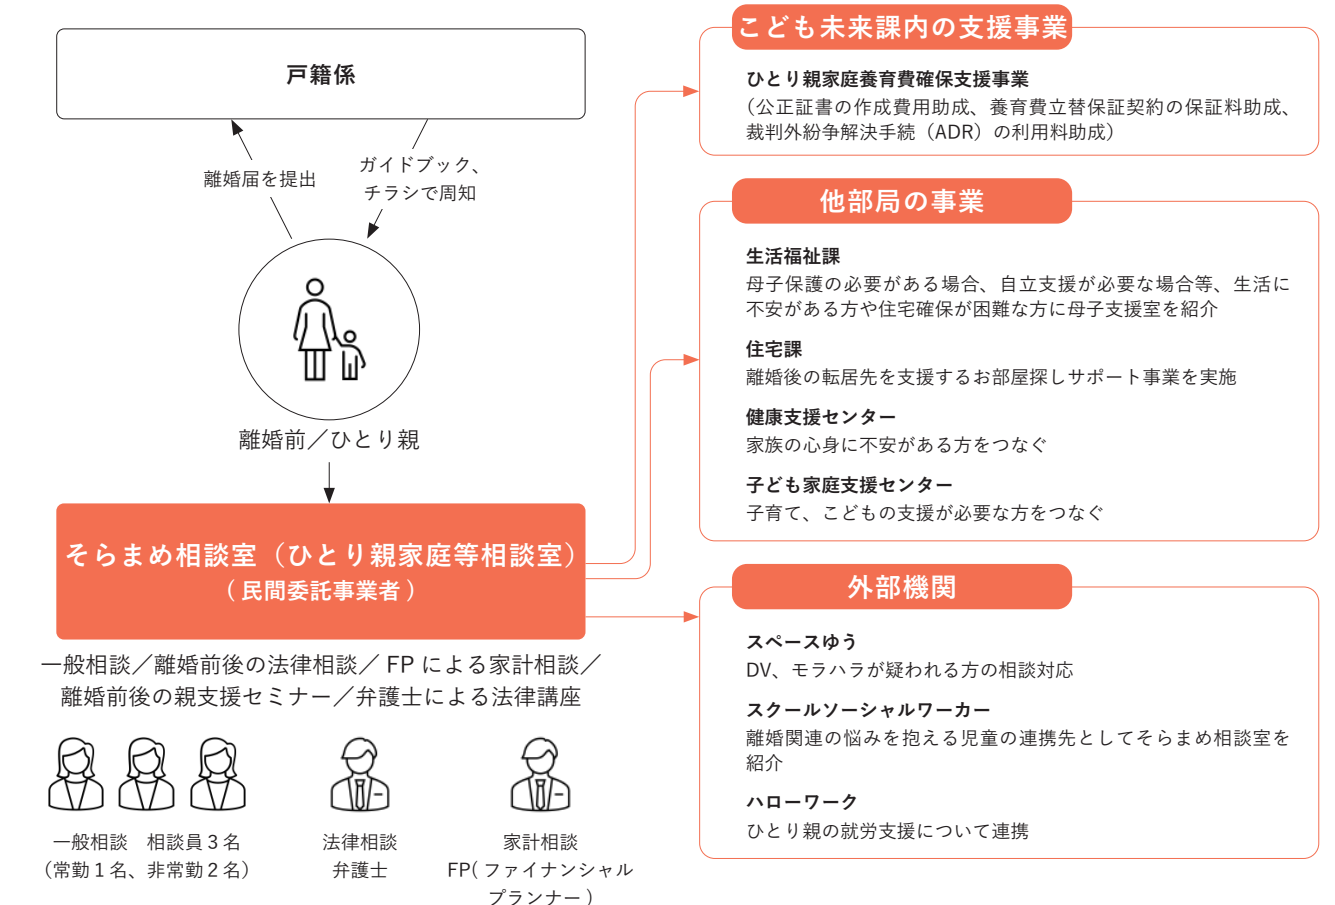 戸籍係
離婚届を提出
ガイドブック、
チラシで周知
離婚前／ひとり親
そらまめ相談室（ひとり親家庭等相談室）
( 民間委託事業者 )
一般相談／離婚前後の法律相談／ FP による家計相談／
離婚前後の親支援セミナー／弁護士による法律講座
一般相談　相談員 3 名
（常勤 1 名、非常勤 2 名）
法律相談
弁護士
家計相談
FP( ファイナンシャル
プランナー )
こども未来課内の支援事業
ひとり親家庭養育費確保支援事業
（公正証書の作成費用助成、養育費立替保証契約の保証料助成、
裁判外紛争解決手続（ADR）の利用料助成）
他部局の事業
生活福祉課
母子保護の必要がある場合、自立支援が必要な場合等、生活に
不安がある方や住宅確保が困難な方に母子支援室を紹介
住宅課
離婚後の転居先を支援するお部屋探しサポート事業を実施
健康支援センター
家族の心身に不安がある方をつなぐ
子ども家庭支援センター
子育て、こどもの支援が必要な方をつなぐ
外部機関
スペースゆう
DV、モラハラが疑われる方の相談対応
スクールソーシャルワーカー
離婚関連の悩みを抱える児童の連携先としてそらまめ相談室を
紹介
ハローワーク
ひとり親の就労支援について連携